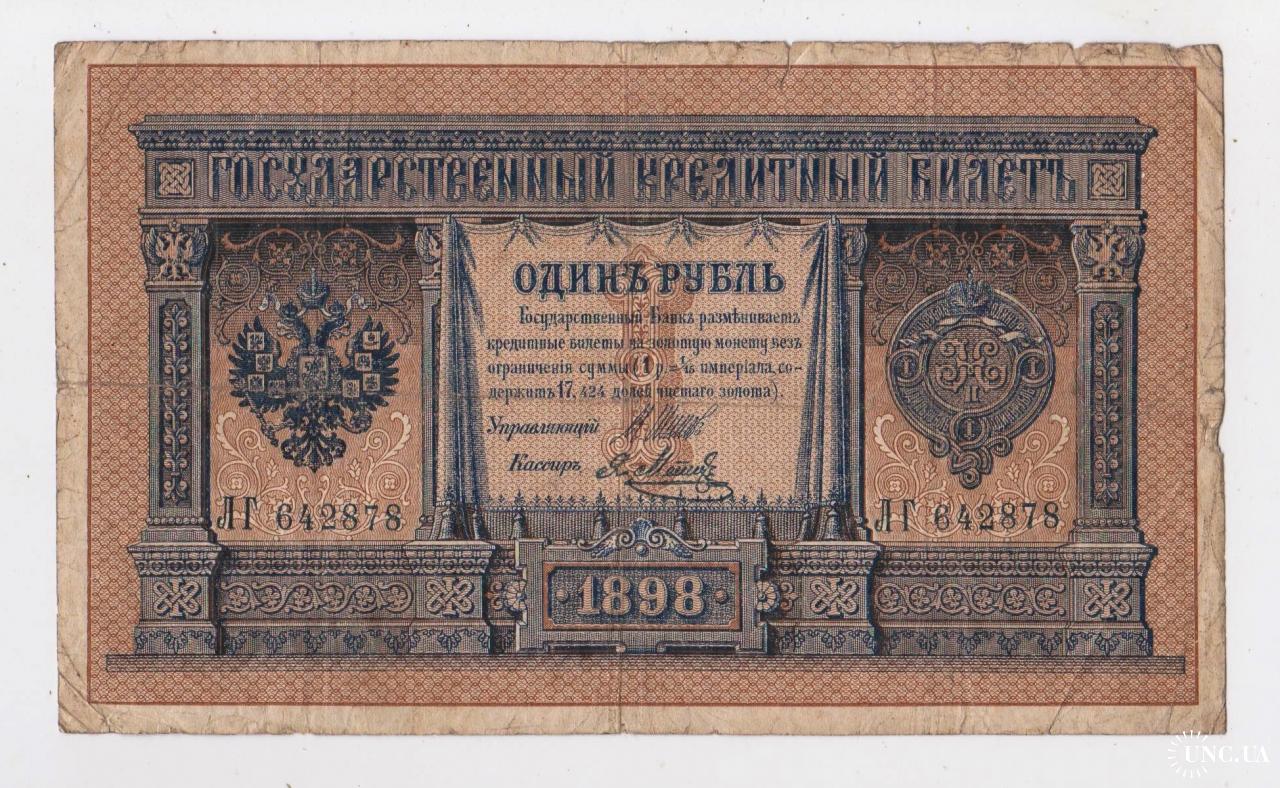 ГОСУДАРСТВЕННЫЙ КРЕДИТНЫЙ БИЛЕТЪ
ОДИНЪ РУБЛЬ
Государственный Банкъ размѣниваетъ
кредитные билеты на золотую монету безъ
ограниченія суммы (1 р. = 1/15 имперіала, со-
держитъ 17,424 долей чистаго золота).
Управляющій
Кассиръ
ЛГ 642878
ЛГ 642878
1898
UNC.UA